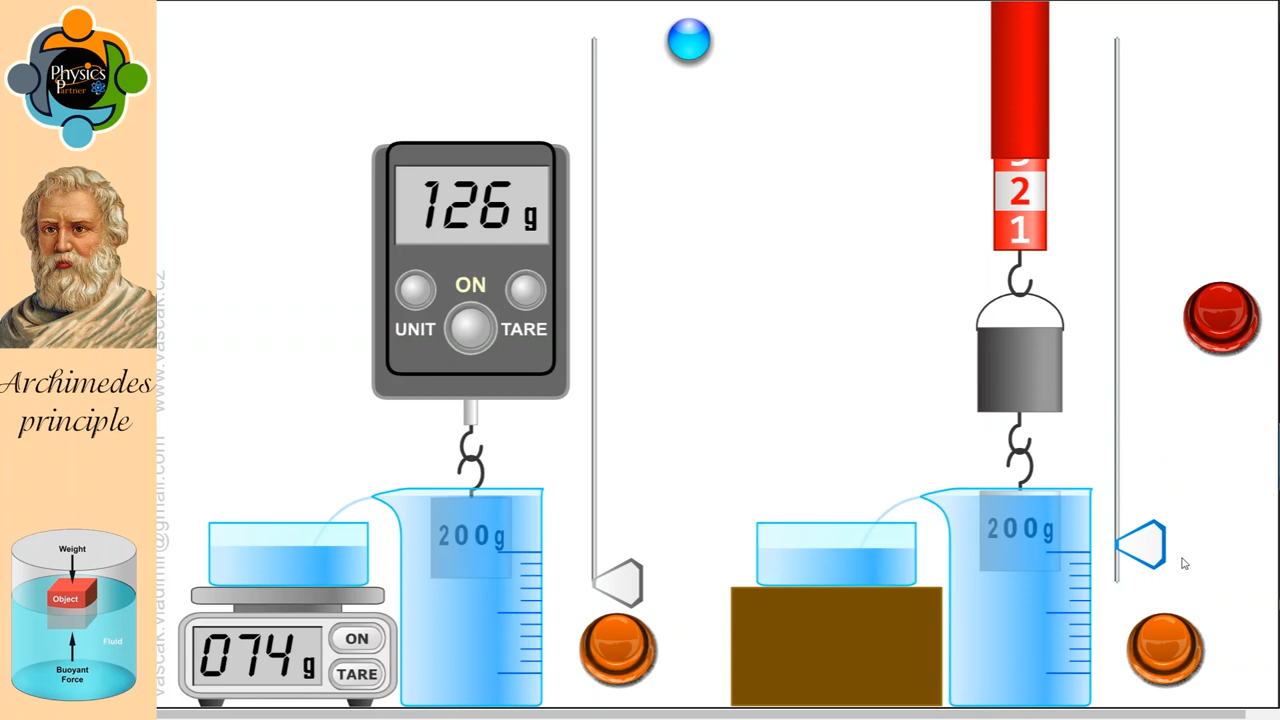 Physics
Partner
Archimedes
principle
Weight
Object
Fluid
Buoyant
Force
vascak.vladimir@gmail.com www.vascak.cz
126 g
ON
UNIT TARE
200g
074 g
ON
TARE
2
1
200g